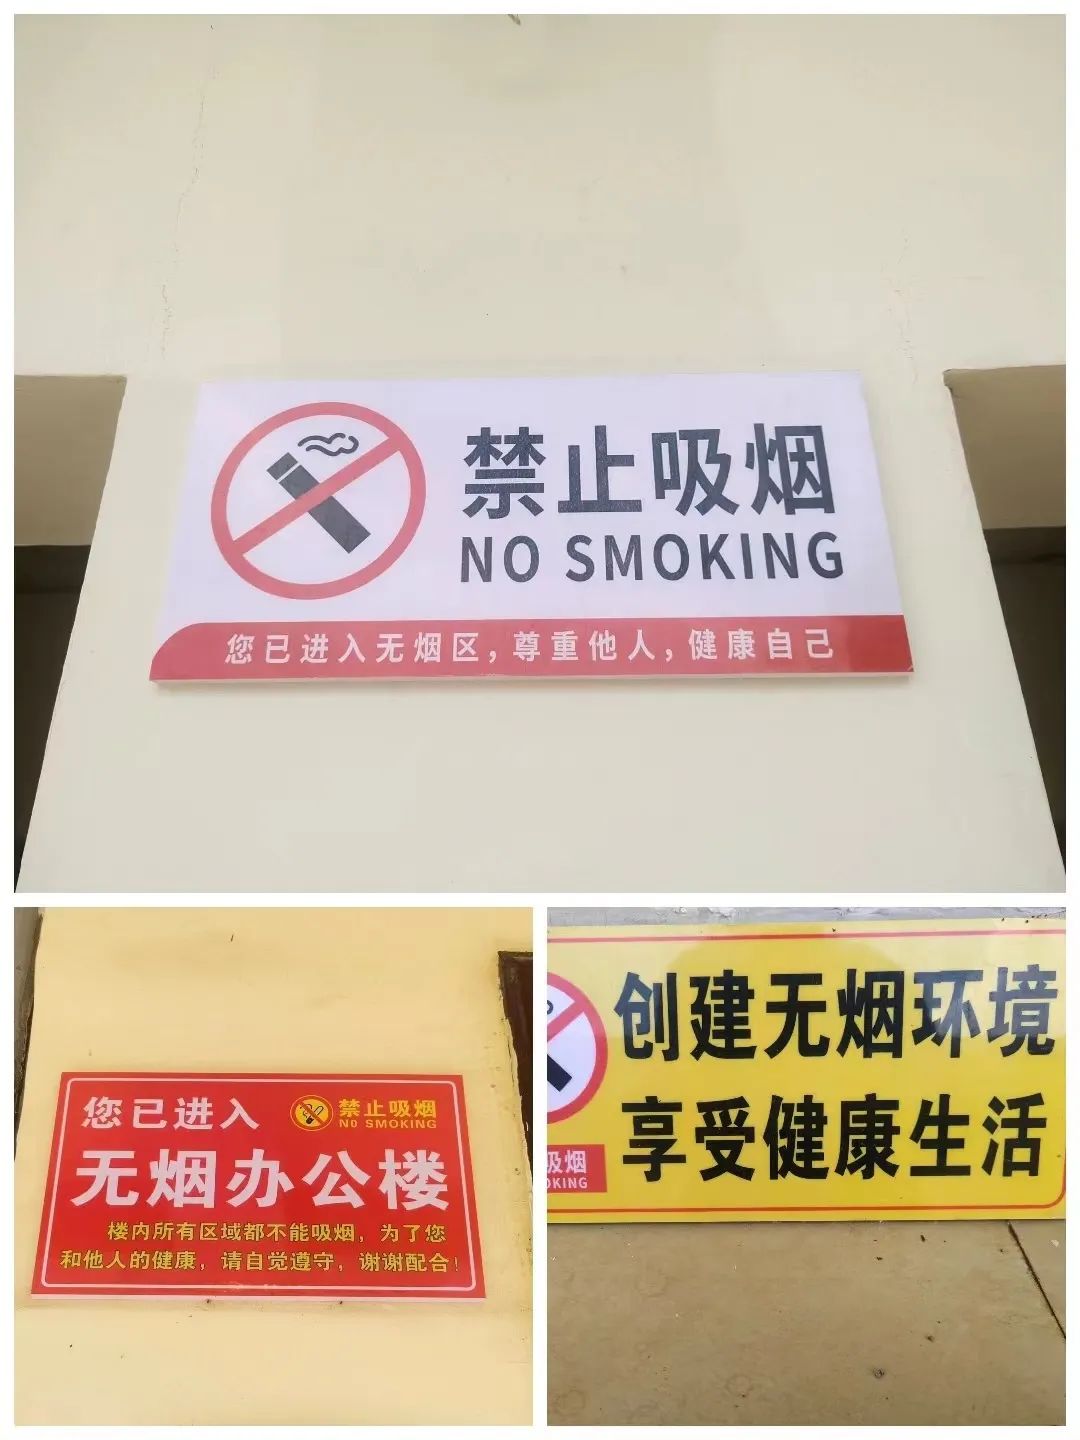 禁止吸烟
NO SMOKING
您已进入无烟区，尊重他人，健康自己
您已进入
禁止吸烟
NO SMOKING
无烟办公楼
楼内所有区域都不能吸烟，为了您
和他人的健康，请自觉遵守，谢谢配合！
创建无烟环境
享受健康生活
吸烟
OKING